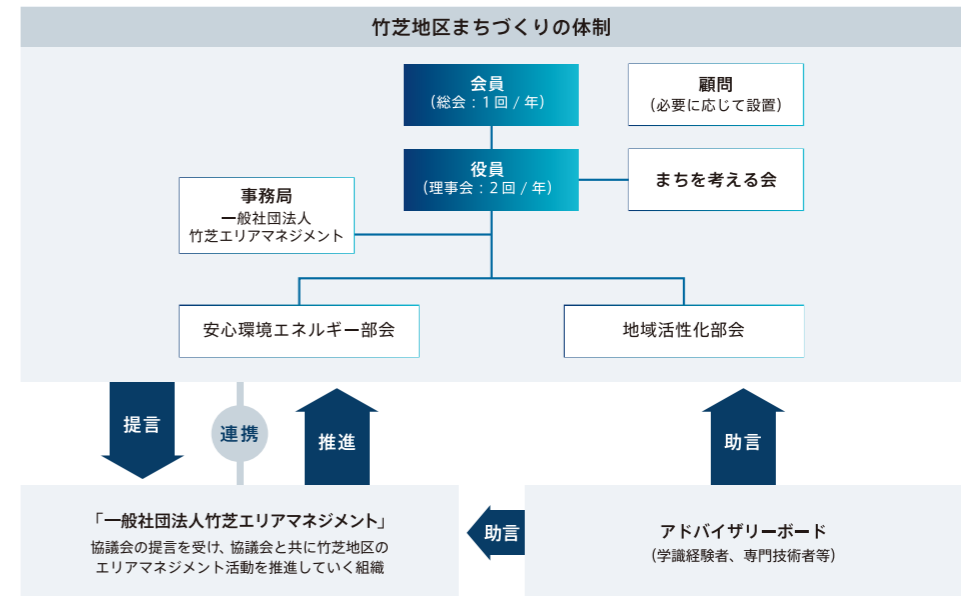 竹芝地区まちづくりの体制
会員
（総会：1回 / 年）
顧問
（必要に応じて設置）
役員
（理事会：2回 / 年）
まちを考える会
事務局
一般社団法人
竹芝エリアマネジメント
安心環境エネルギー部会
地域活性化部会
提言
連携
推進
助言
「一般社団法人竹芝エリアマネジメント」
協議会の提言を受け、協議会と共に竹芝地区の
エリアマネジメント活動を推進していく組織
助言
アドバイザリーボード
（学識経験者、専門技術者等）